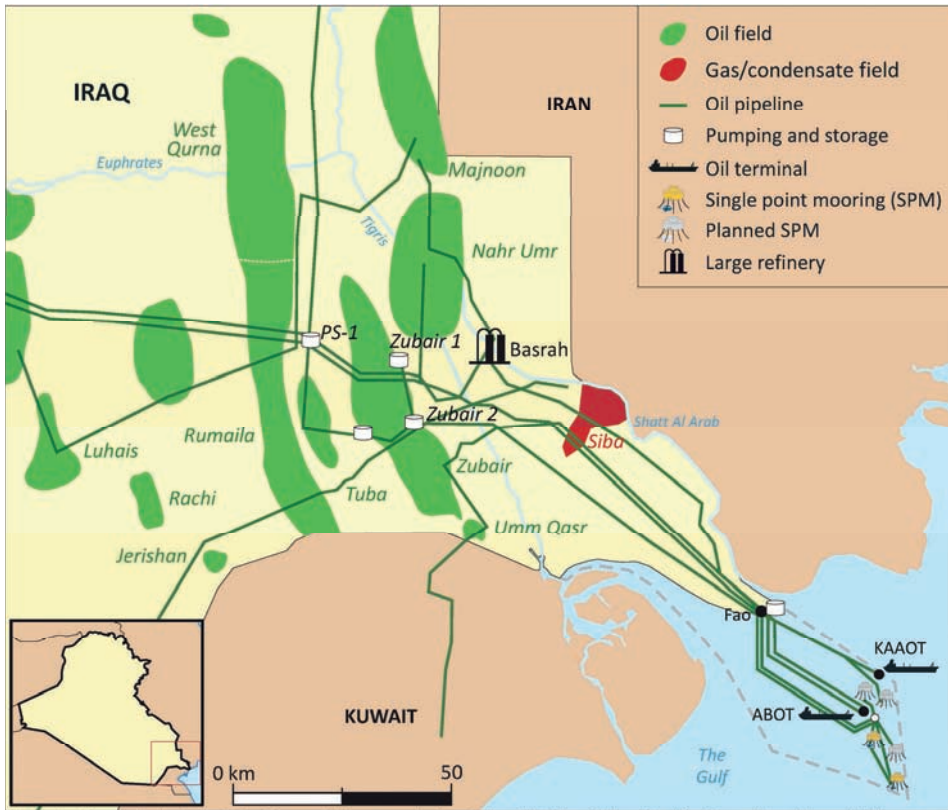 Oil field
Gas/condensate field
Oil pipeline
Pumping and storage
Oil terminal
Single point mooring (SPM)
Planned SPM
Large refinery
IRAQ
IRAN
West
Qurna
Euphrates
Majnoon
Tigris
Nahr Umr
PS-1
Zubair 1
Basrah
Zubair 2
Shatt Al Arab
Siba
Luhais
Rumaila
Zubair
Rachi
Tuba
Umm Qasr
Jerishan
Fao
KAAOT
ABOT
KUWAIT
The
Gulf
0 km
50